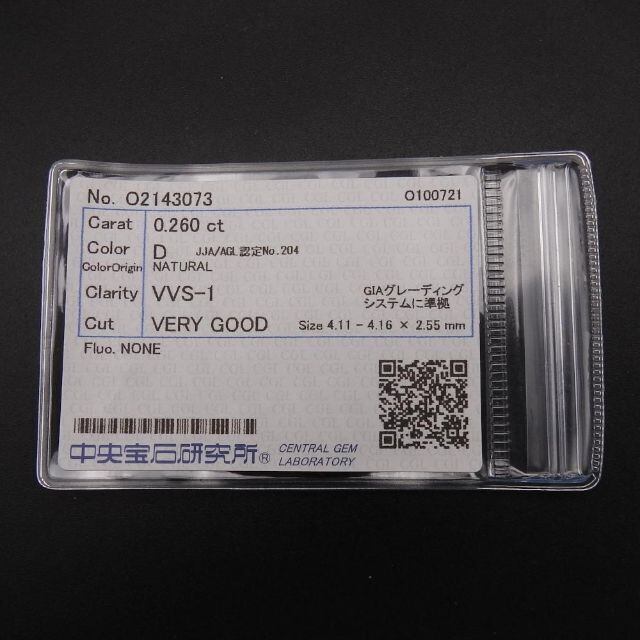 No. O2143073 O100721
Carat 0.260 ct
Color D JJA/AGL認定No.204
ColorOrigin NATURAL
Clarity VVS-1 GIAグレーディング
システムに準拠
Cut VERY GOOD Size 4.11 - 4.16 × 2.55 mm
Fluo. NONE
中央宝石研究所® CENTRAL GEM
LABORATORY